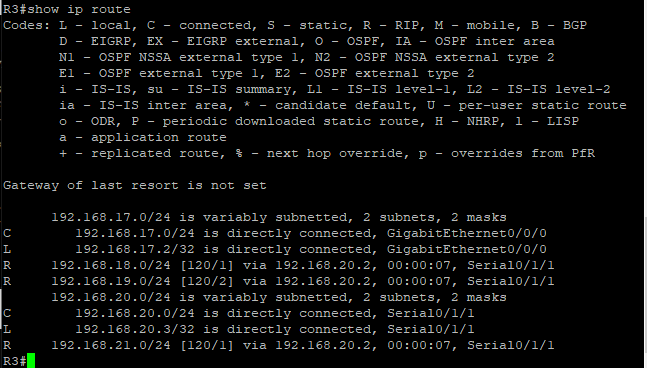 R3#show ip route
Codes: L - local, C - connected, S - static, R - RIP, M - mobile, B - BGP
       D - EIGRP, EX - EIGRP external, O - OSPF, IA - OSPF inter area
       N1 - OSPF NSSA external type 1, N2 - OSPF NSSA external type 2
       E1 - OSPF external type 1, E2 - OSPF external type 2
       i - IS-IS, su - IS-IS summary, L1 - IS-IS level-1, L2 - IS-IS level-2
       ia - IS-IS inter area, * - candidate default, U - per-user static route
       o - ODR, P - periodic downloaded static route, H - NHRP, l - LISP
       a - application route
       + - replicated route, % - next hop override, p - overrides from PfR

Gateway of last resort is not set

      192.168.17.0/24 is variably subnetted, 2 subnets, 2 masks
C        192.168.17.0/24 is directly connected, GigabitEthernet0/0/0
L        192.168.17.2/32 is directly connected, GigabitEthernet0/0/0
R     192.168.18.0/24 [120/1] via 192.168.20.2, 00:00:07, Serial0/1/1
R     192.168.19.0/24 [120/2] via 192.168.20.2, 00:00:07, Serial0/1/1
      192.168.20.0/24 is variably subnetted, 2 subnets, 2 masks
C        192.168.20.0/24 is directly connected, Serial0/1/1
L        192.168.20.3/32 is directly connected, Serial0/1/1
R     192.168.21.0/24 [120/1] via 192.168.20.2, 00:00:07, Serial0/1/1
R3#